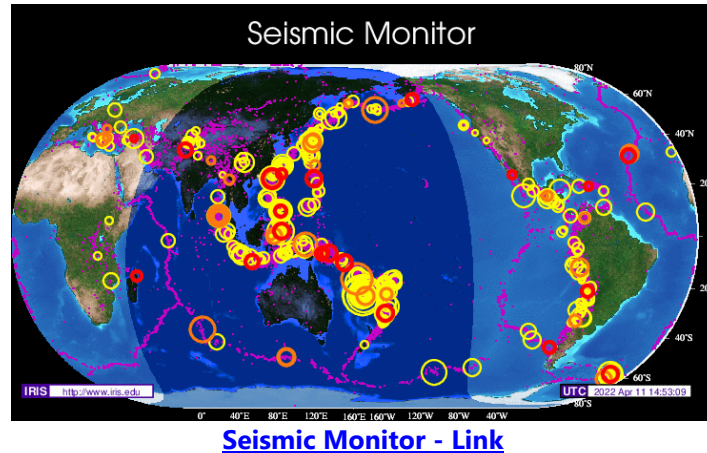 Seismic Monitor
80°N
60°N
40°N
20°N
20°
40°S
60°S
80°S
IRIS http://www.iris.edu
UTC 2022 Apr 11 14:53:09
0° 40°E 80°E 120°E 160°E 160°W 120°W 80°W 40°W
Seismic Monitor - Link